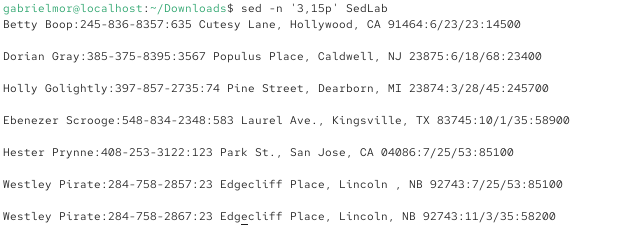 gabrielmor@localhost:~/Downloads$ sed -n '3,15p' SedLab
Betty Boop:245-836-8357:635 Cutesy Lane, Hollywood, CA 91464:6/23/23:14500
Dorian Gray:385-375-8395:3567 Populus Place, Caldwell, NJ 23875:6/18/68:23400
Holly Golightly:397-857-2735:74 Pine Street, Dearborn, MI 23874:3/28/45:245700
Ebenezer Scrooge:548-834-2348:583 Laurel Ave., Kingsville, TX 83745:10/1/35:58900
Hester Prynne:408-253-3122:123 Park St., San Jose, CA 04086:7/25/53:85100
Westley Pirate:284-758-2857:23 Edgecliff Place, Lincoln , NB 92743:7/25/53:85100
Westley Pirate:284-758-2867:23 Edgecliff Place, Lincoln, NB 92743:11/3/35:58200